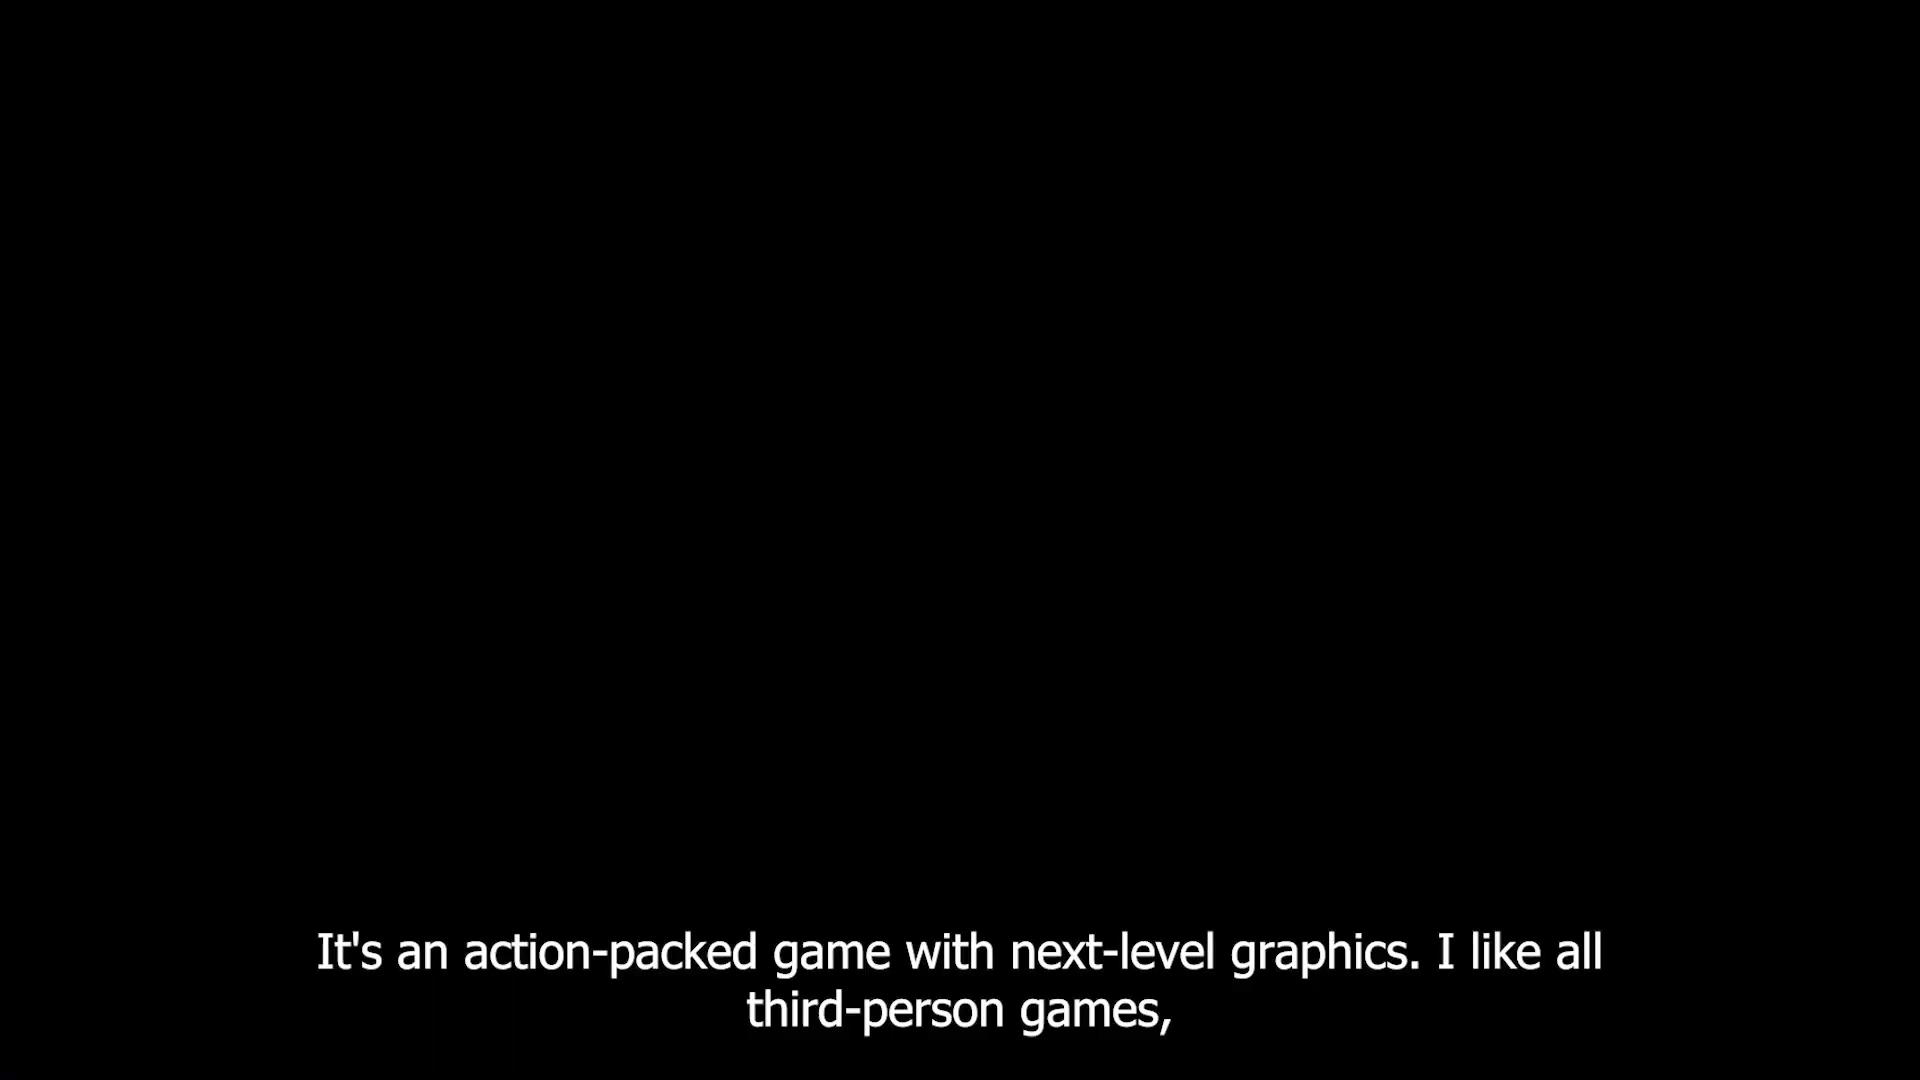 It's an action-packed game with next-level graphics. I like all
third-person games,